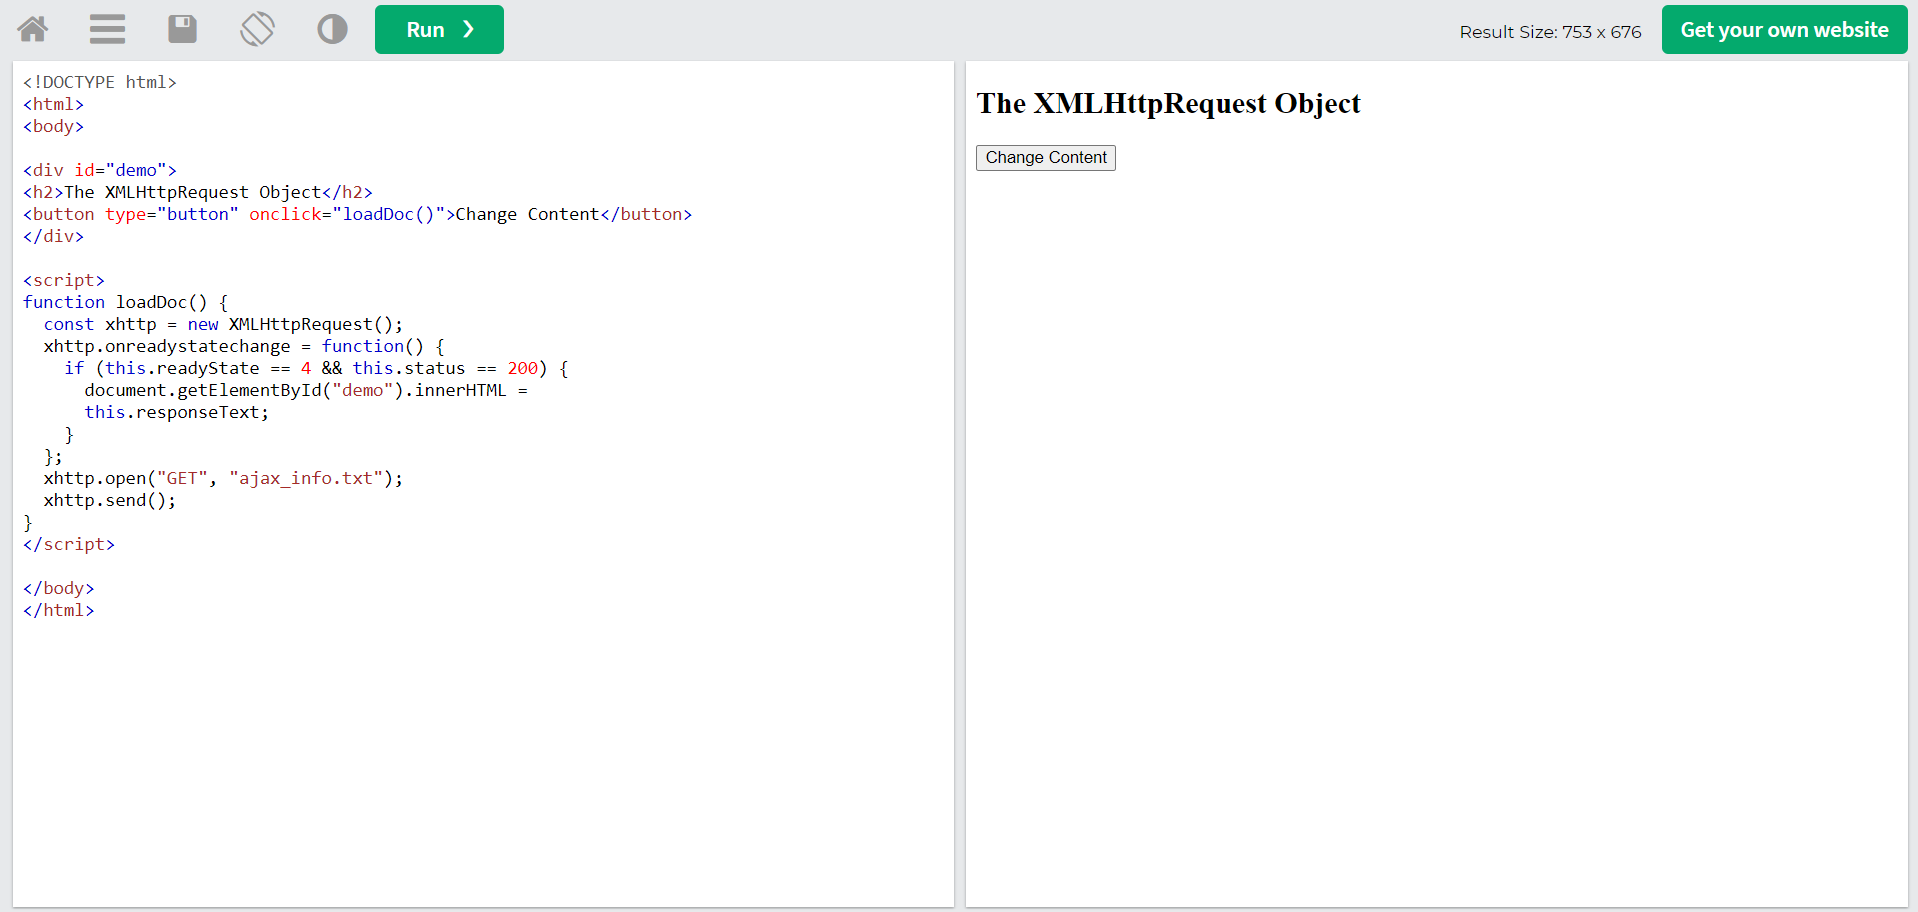 Run ❯
Result Size: 753 x 676
Get your own website
<!DOCTYPE html>
<html>
<body>

<div id="demo">
<h2>The XMLHttpRequest Object</h2>
<button type="button" onclick="loadDoc()">Change Content</button>
</div>

<script>
function loadDoc() {
  const xhttp = new XMLHttpRequest();
  xhttp.onreadystatechange = function() {
    if (this.readyState == 4 && this.status == 200) {
      document.getElementById("demo").innerHTML =
      this.responseText;
    }
  };
  xhttp.open("GET", "ajax_info.txt");
  xhttp.send();
}
</script>

</body>
</html>
The XMLHttpRequest Object
Change Content